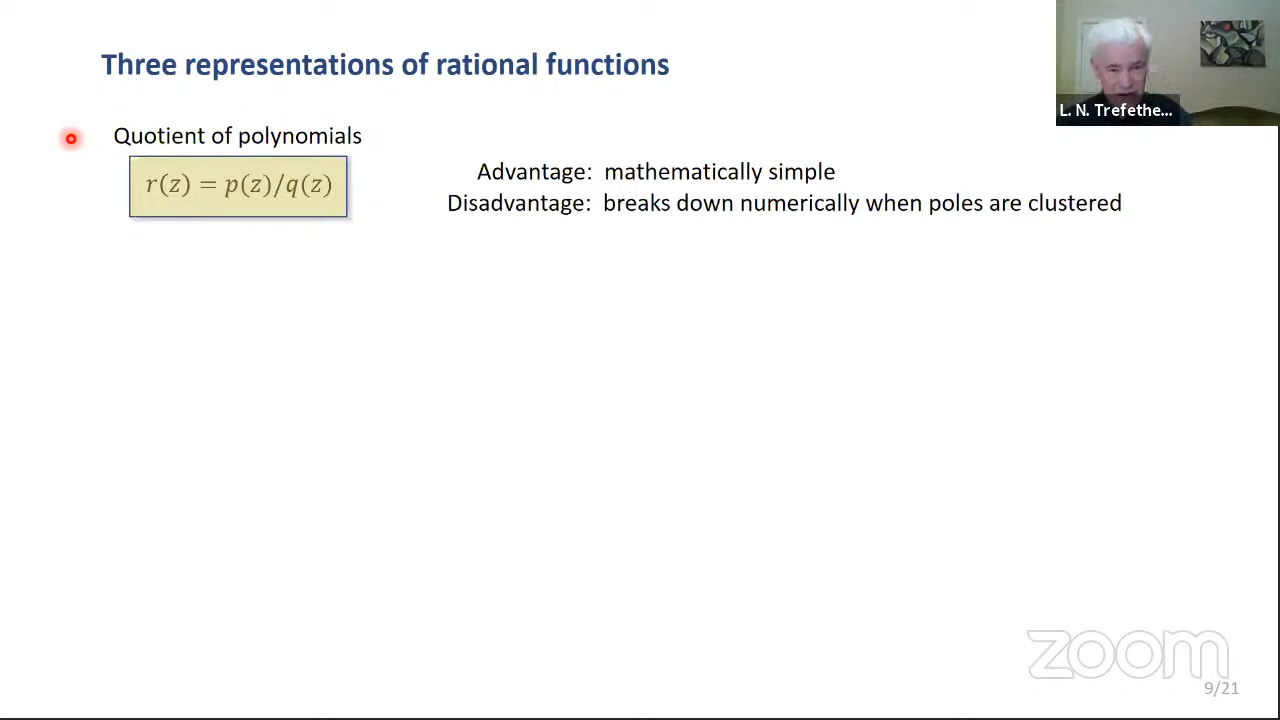 Three representations of rational functions
L. N. Trefethe...
Quotient of polynomials
r(z) = p(z)/q(z)
Advantage: mathematically simple
Disadvantage: breaks down numerically when poles are clustered
zoom
9/21